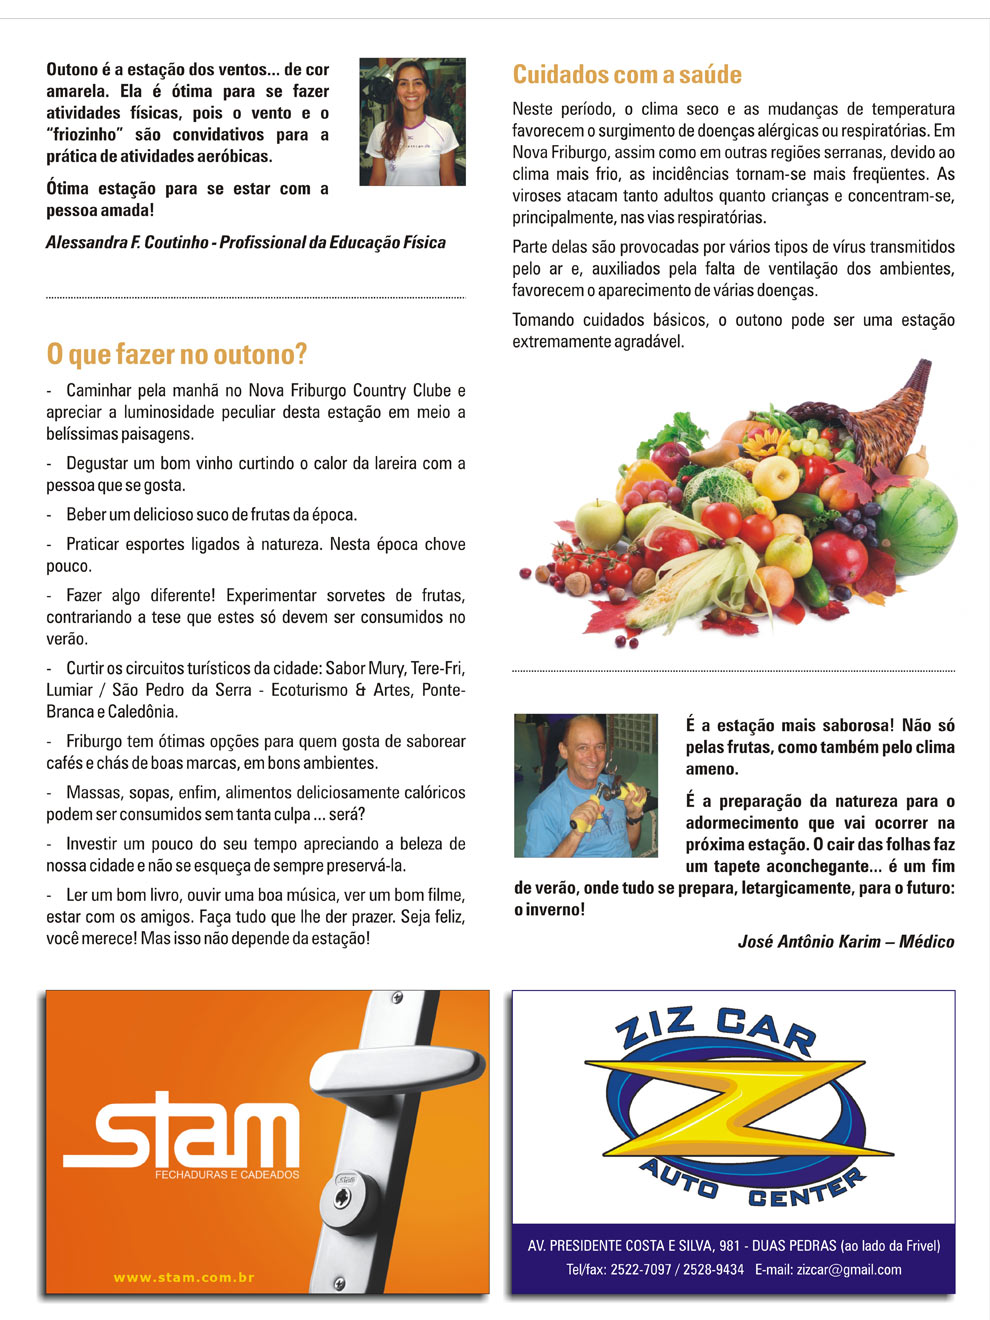 Outono é a estação dos ventos... de cor
amarela. Ela é ótima para se fazer
atividades físicas, pois o vento e o
“friozinho” são convidativos para a
prática de atividades aeróbicas.
Ótima estação para se estar com a
pessoa amada!
Alessandra F. Coutinho - Profissional da Educação Física
O que fazer no outono?
- Caminhar pela manhã no Nova Friburgo Country Clube e
apreciar a luminosidade peculiar desta estação em meio a
belíssimas paisagens.
- Degustar um bom vinho curtindo o calor da lareira com a
pessoa que se gosta.
- Beber um delicioso suco de frutas da época.
- Praticar esportes ligados à natureza. Nesta época chove
pouco.
- Fazer algo diferente! Experimentar sorvetes de frutas,
contrariando a tese que estes só devem ser consumidos no
verão.
- Curtir os circuitos turísticos da cidade: Sabor Mury, Tere-Fri,
Lumiar / São Pedro da Serra - Ecoturismo & Artes, Ponte-
Branca e Caledônia.
- Friburgo tem ótimas opções para quem gosta de saborear
cafés e chás de boas marcas, em bons ambientes.
- Massas, sopas, enfim, alimentos deliciosamente calóricos
podem ser consumidos sem tanta culpa ... será?
- Investir um pouco do seu tempo apreciando a beleza de
nossa cidade e não se esqueça de sempre preservá-la.
- Ler um bom livro, ouvir uma boa música, ver um bom filme,
estar com os amigos. Faça tudo que lhe der prazer. Seja feliz,
você merece! Mas isso não depende da estação!
Cuidados com a saúde
Neste período, o clima seco e as mudanças de temperatura
favorecem o surgimento de doenças alérgicas ou respiratórias. Em
Nova Friburgo, assim como em outras regiões serranas, devido ao
clima mais frio, as incidências tornam-se mais freqüentes. As
viroses atacam tanto adultos quanto crianças e concentram-se,
principalmente, nas vias respiratórias.
Parte delas são provocadas por vários tipos de vírus transmitidos
pelo ar e, auxiliados pela falta de ventilação dos ambientes,
favorecem o aparecimento de várias doenças.
Tomando cuidados básicos, o outono pode ser uma estação
extremamente agradável.
É a estação mais saborosa! Não só
pelas frutas, como também pelo clima
ameno.
É a preparação da natureza para o
adormecimento que vai ocorrer na
próxima estação. O cair das folhas faz
um tapete aconchegante... é um fim
de verão, onde tudo se prepara, letargicamente, para o futuro:
o inverno!
José Antônio Karim – Médico
stam
FECHADURAS E CADEADOS
stam
www.stam.com.br
ZIZ CAR
AUTO CENTER
AV. PRESIDENTE COSTA E SILVA, 981 - DUAS PEDRAS (ao lado da Frivel)
Tel/fax: 2522-7097 / 2528-9434 E-mail: zizcar@gmail.com